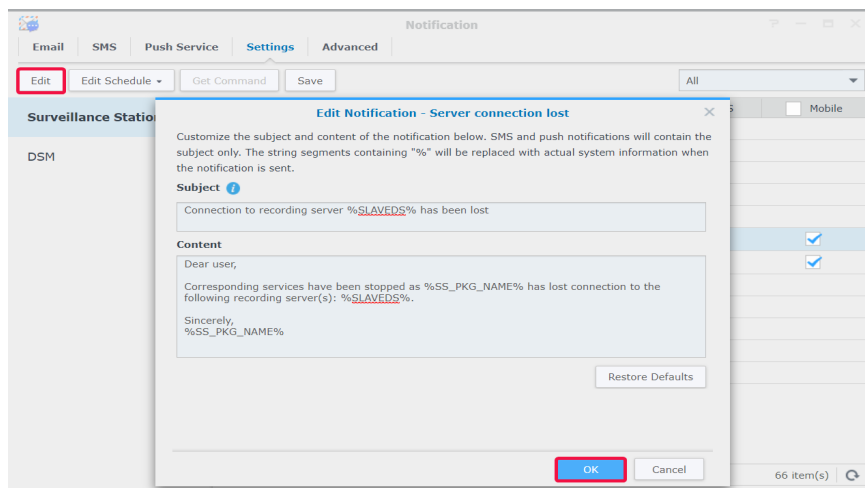 Notification
Email SMS Push Service Settings Advanced
Edit Edit Schedule Get Command Save All
Surveillance Statio
S Mobile
DSM
Edit Notification - Server connection lost
Customize the subject and content of the notification below. SMS and push notifications will contain the
subject only. The string segments containing "%" will be replaced with actual system information when
the notification is sent.
Subject
Connection to recording server %SLAVEDS% has been lost
Content
Dear user,
Corresponding services have been stopped as %SS_PKG_NAME% has lost connection to the
following recording server(s): %SLAVEDS%.
Sincerely,
%SS_PKG_NAME%
Restore Defaults
OK Cancel
66 item(s)